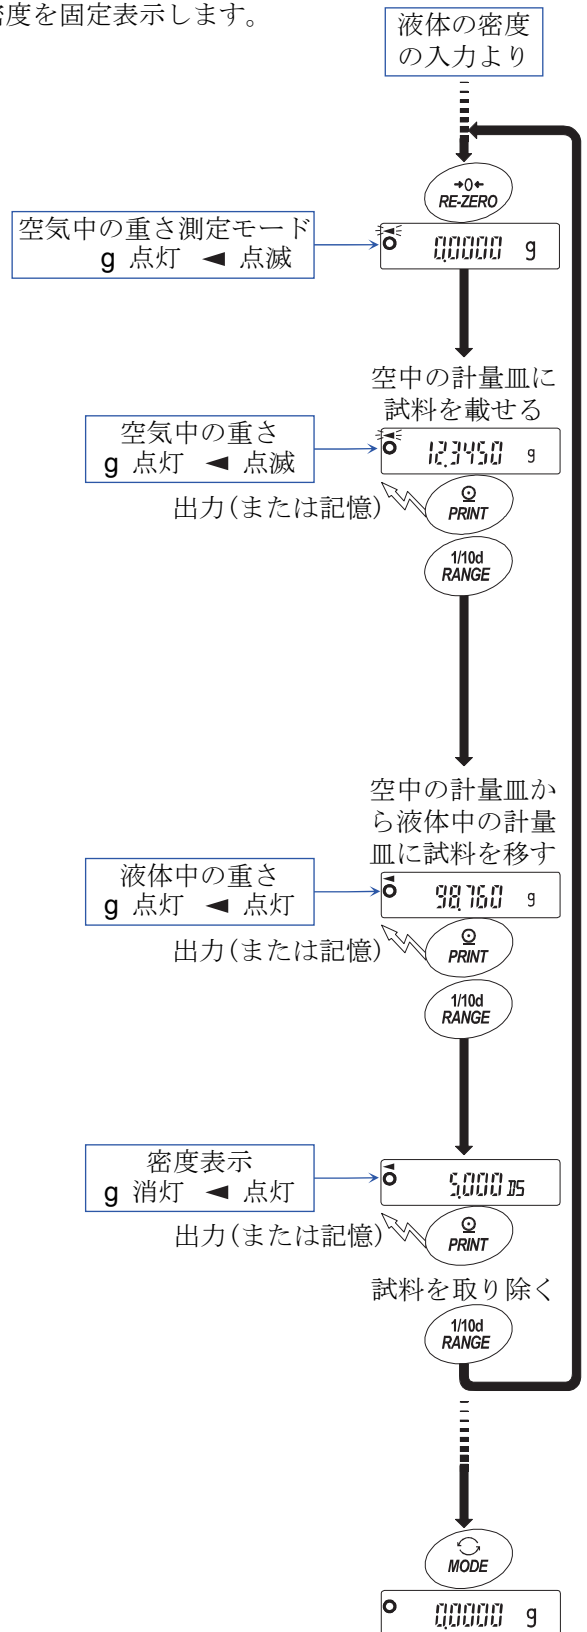 密度を固定表示します。
液体の密度
の入力より
→0←
RE-ZERO
空気中の重さ測定モード
g 点灯 ◄ 点滅
0.0000 g
空中の計量皿に
試料を載せる
空気中の重さ
g 点灯 ◄ 点滅
12.3450 g
出力(または記憶)
PRINT
1/10d
RANGE
空中の計量皿か
ら液体中の計量
皿に試料を移す
液体中の重さ
g 点灯 ◄ 点灯
98.760 g
出力(または記憶)
PRINT
1/10d
RANGE
密度表示
g 消灯 ◄ 点灯
5.000 DS
出力(または記憶)
PRINT
試料を取り除く
1/10d
RANGE
MODE
0.0000 g